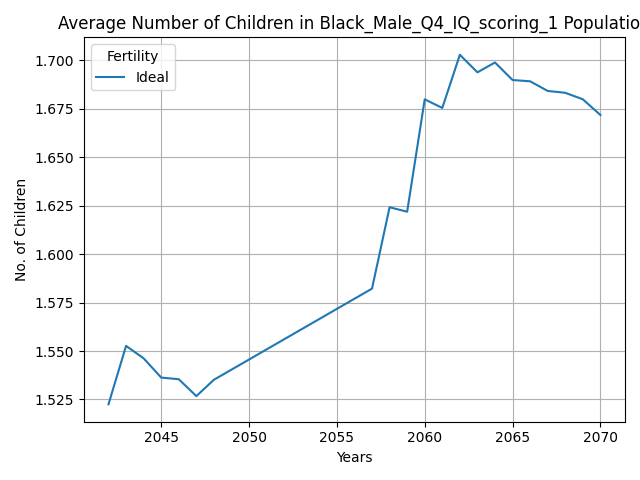 Average Number of Children in Black_Male_Q4_IQ_scoring_1 Populatio
Fertility
Ideal
No. of Children
1.700
1.675
1.650
1.625
1.600
1.575
1.550
1.525
2045 2050 2055 2060 2065 2070
Years